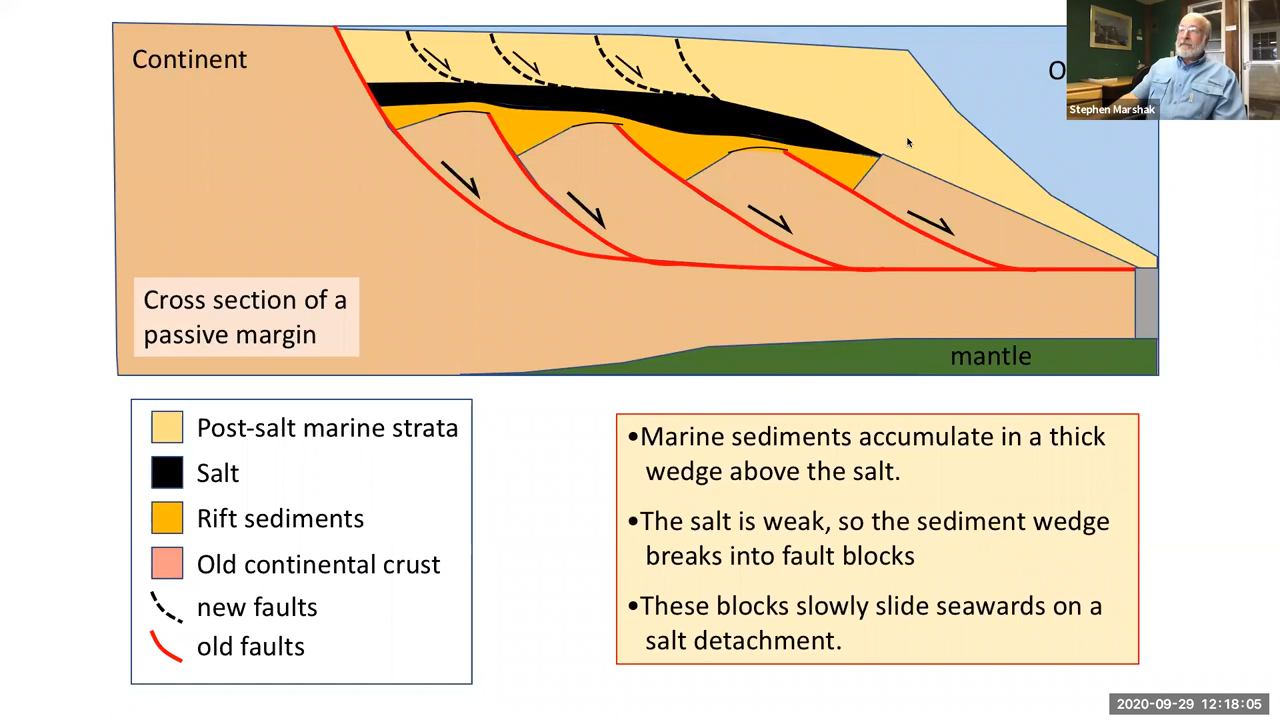 Continent
O
Stephen Marshak
Cross section of a
passive margin
mantle
Post-salt marine strata
Salt
Rift sediments
Old continental crust
new faults
old faults
•Marine sediments accumulate in a thick
wedge above the salt.
•The salt is weak, so the sediment wedge
breaks into fault blocks
•These blocks slowly slide seawards on a
salt detachment.
2020-09-29 12:18:05